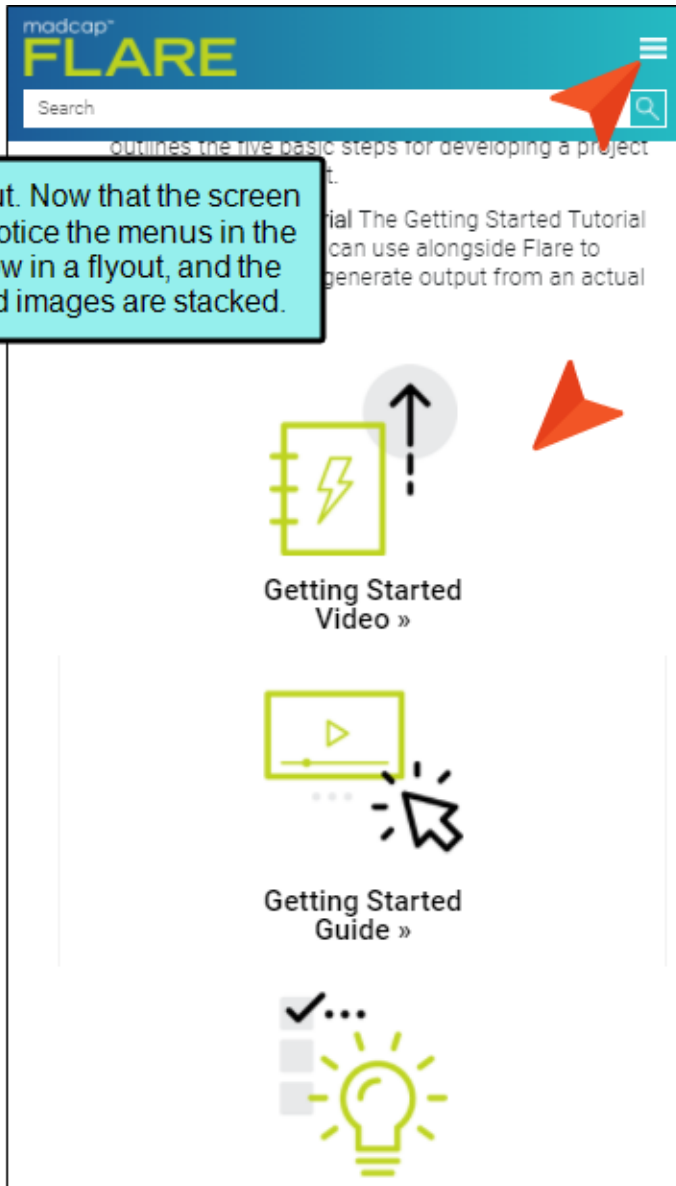 madcap™
FLARE
Search
outlines the five basic steps for developing a project
t.
ut. Now that the screen
otice the menus in the
w in a flyout, and the
d images are stacked.
ial The Getting Started Tutorial
can use alongside Flare to
generate output from an actual
Getting Started
Video »
Getting Started
Guide »